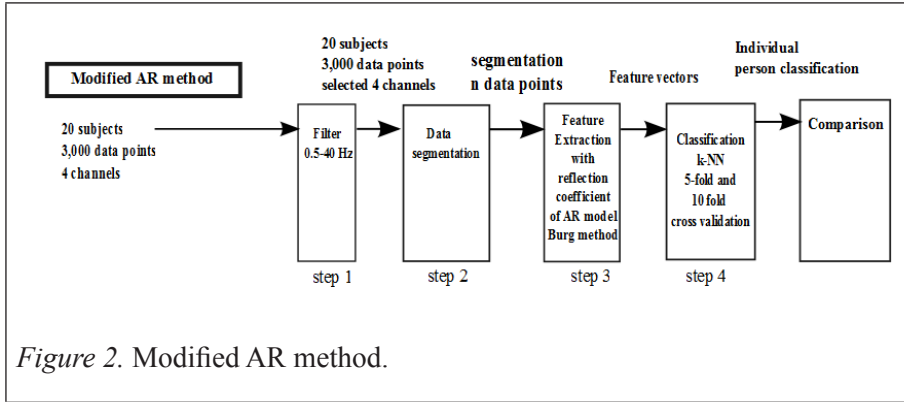 Modified AR method
20 subjects
3,000 data points
4 channels
Filter
0.5-40 Hz
step 1
20 subjects
3,000 data points
selected 4 channels
Data
segmentation
step 2
segmentation
n data points
Feature
Extraction
with
reflection
coefficient
of AR model
Burg method
step 3
Feature vectors
Classification
k-NN
5-fold and
10 fold
cross validation
step 4
Individual
person classification
Comparison
Figure 2. Modified AR method.